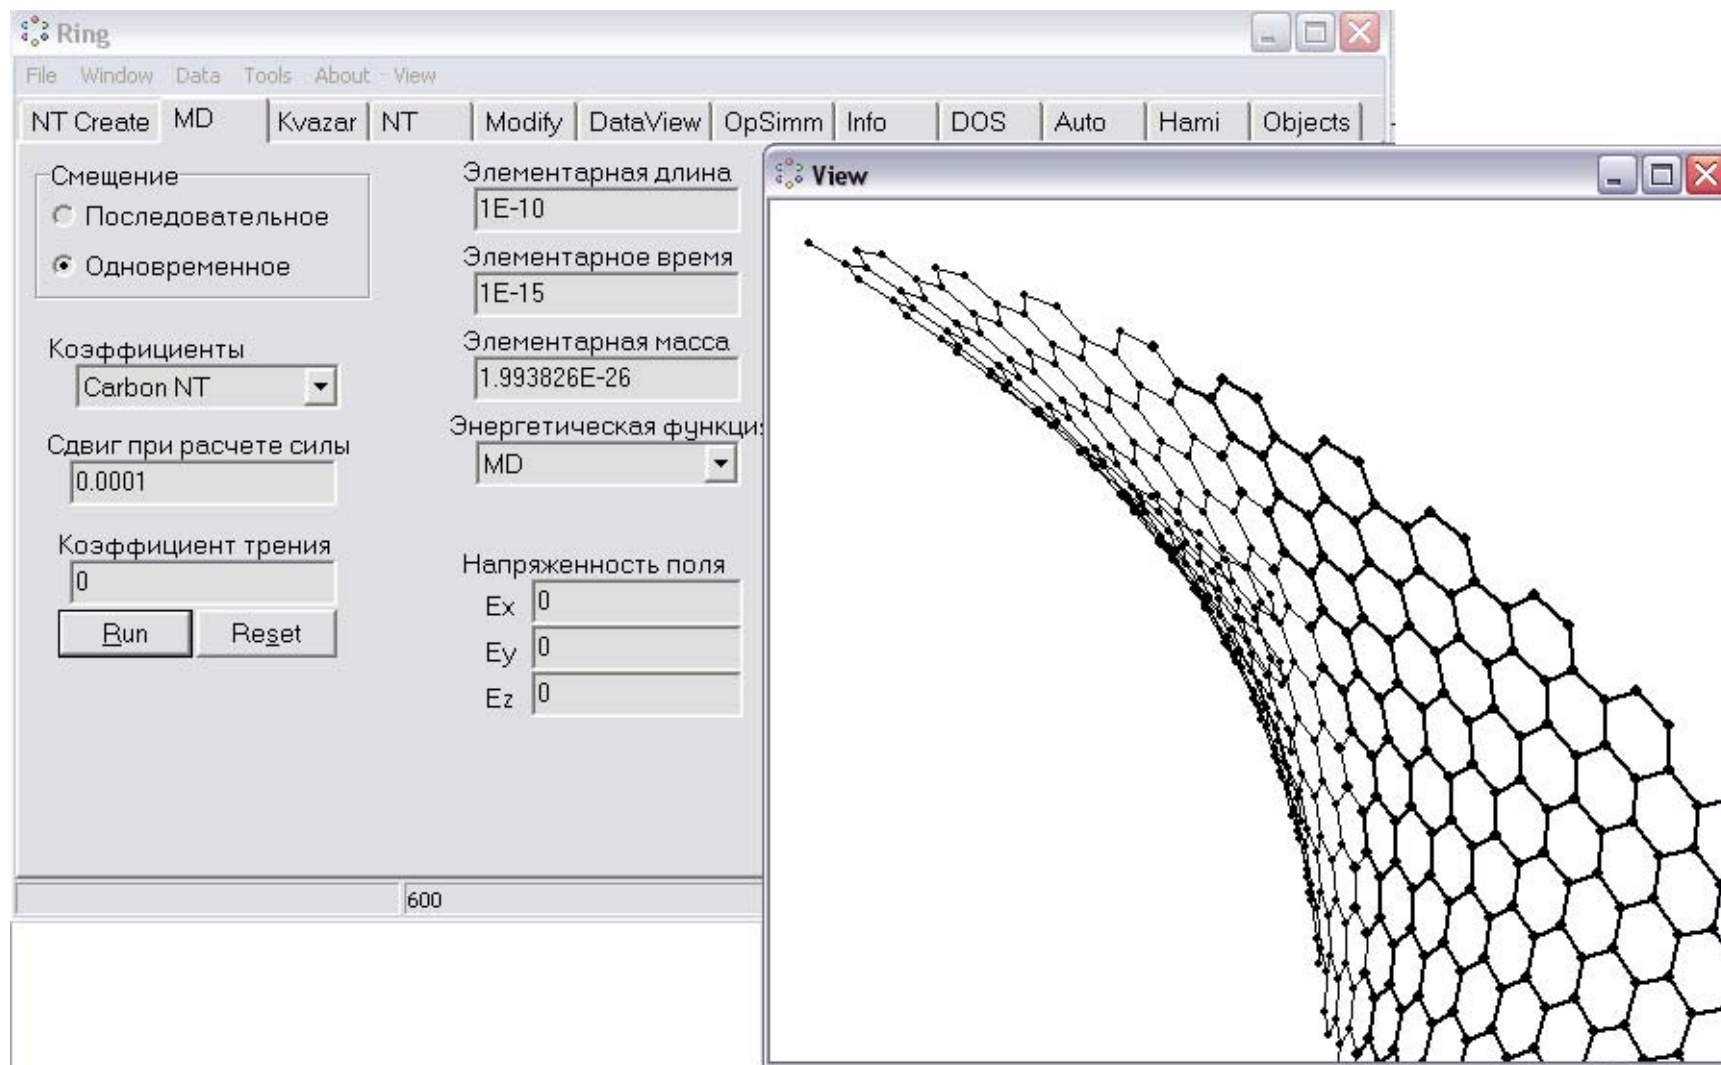 Ring
File Window Data Tools About View
NT Create MD Kvazar NT Modify DataView OpSimm Info DOS Auto Hami Objects
Смещение
Последовательное
Одновременное
Коэффициенты
Carbon NT
Сдвиг при расчете силы
0.0001
Коэффициент трения
0
Run Reset
Элементарная длина
1E-10
Элементарное время
1E-15
Элементарная масса
1.993826E-26
Энергетическая функци
MD
Напряженность поля
Ex 0
Ey 0
Ez 0
600
View